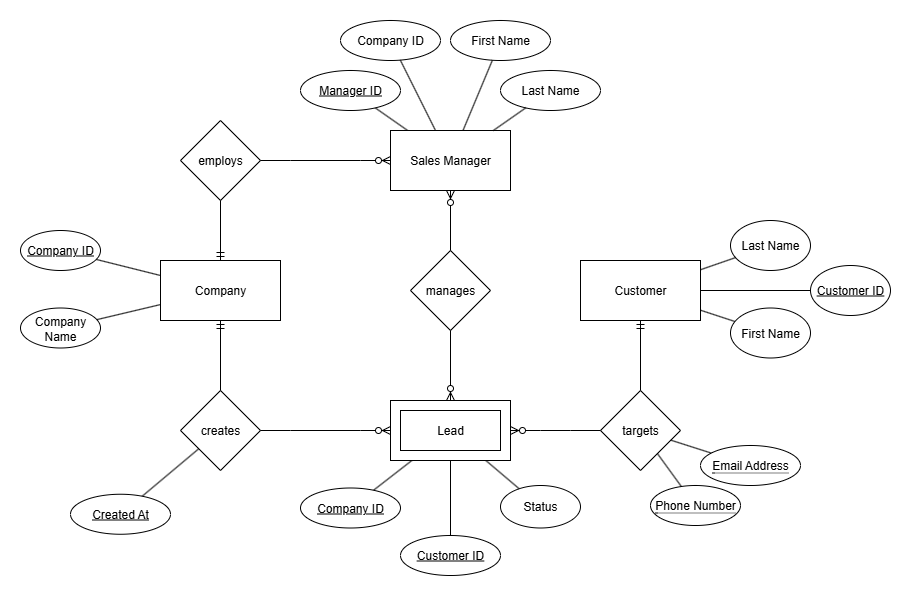 Company ID
First Name
Manager ID
Last Name
employs
Sales Manager
Company ID
Last Name
Company
manages
Customer
Customer ID
Company
Name
First Name
creates
Lead
targets
Email Address
Created At
Company ID
Status
Phone Number
Customer ID